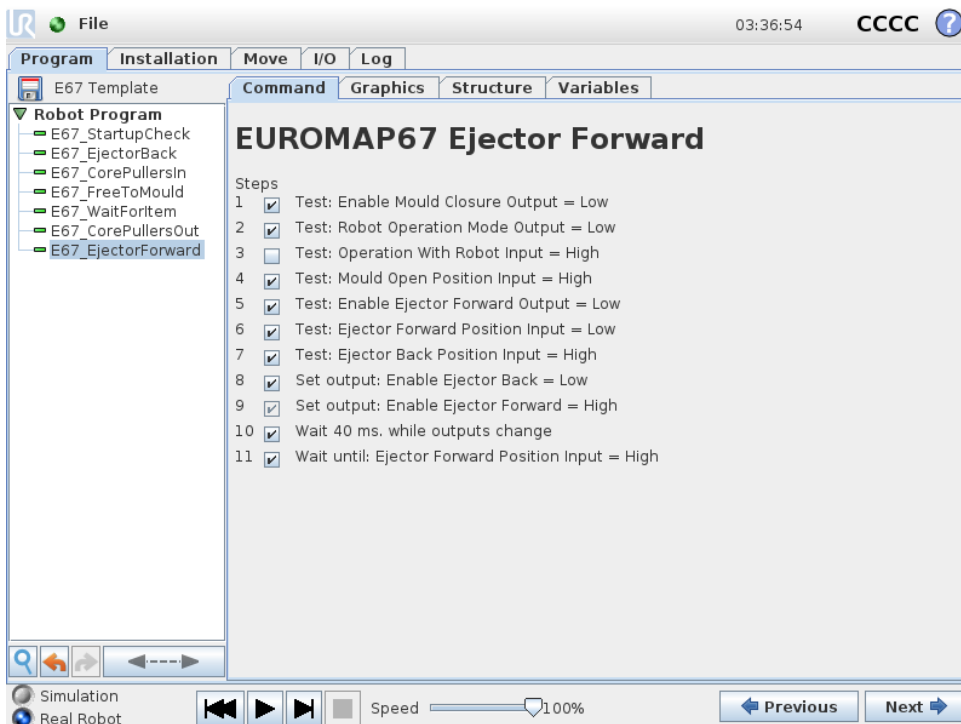 UR File 03:36:54 CCCC ?
Program Installation Move I/O Log
E67 Template Command Graphics Structure Variables
Robot Program
E67_StartupCheck
E67_EjectorBack
E67_CorePullersIn
E67_FreeToMould
E67_WaitForItem
E67_CorePullersOut
E67_EjectorForward
EUROMAP67 Ejector Forward
Steps
1 Test: Enable Mould Closure Output = Low
2 Test: Robot Operation Mode Output = Low
3 Test: Operation With Robot Input = High
4 Test: Mould Open Position Input = High
5 Test: Enable Ejector Forward Output = Low
6 Test: Ejector Forward Position Input = Low
7 Test: Ejector Back Position Input = High
8 Set output: Enable Ejector Back = Low
9 Set output: Enable Ejector Forward = High
10 Wait 40 ms. while outputs change
11 Wait until: Ejector Forward Position Input = High
Simulation
Real Robot
Speed 100% Previous Next